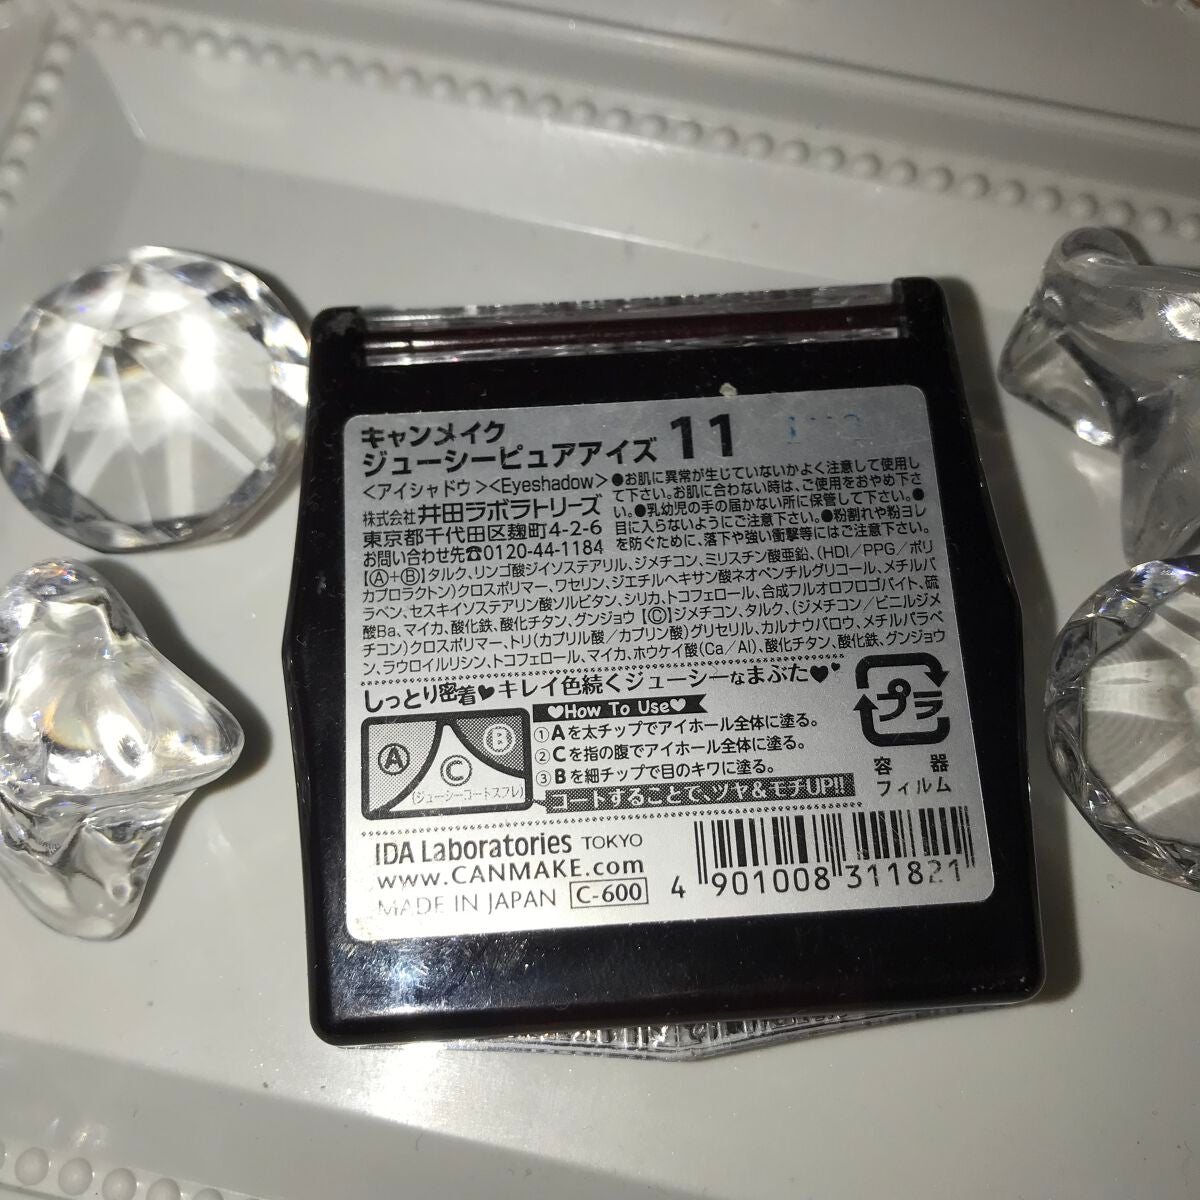 キャンメイク
ジューシーピュアアイズ 11
<アイシャドウ><Eyeshadow>
株式会社 井田ラボラトリーズ
東京都千代田区麹町4-2-6
お問い合わせ先☎0120-44-1184
●お肌に異常が生じていないかよく注意して使用し
て下さい。お肌に合わない時は、ご使用をおやめ下さ
い。●乳幼児の手の届かない所に保管して下さい。●
目に入らないようにご注意下さい。●粉割れや粉ヨレ
を防ぐために、落下や強い衝撃等にはご注意下さい。
【Ⓐ+Ⓑ】タルク、リンゴ酸ジイソステアリル、ジメチコン、ミリスチン酸亜鉛、(HDI/PPG/ポリ
カプロラクトン)クロスポリマー、ワセリン、ジエチルヘキサン酸ネオペンチルグリコール、メチルパ
ラベン、セスキイソステアリン酸ソルビタン、シリカ、トコフェロール、合成フルオロフロゴパイト、硫
酸Ba、マイカ、酸化鉄、酸化チタン、グンジョウ【Ⓒ】ジメチコン、タルク、(ジメチコン/ビニルジメ
チコン)クロスポリマー、トリ(カプリル酸/カプリン酸)グリセリル、カルナウバロウ、メチルパラベ
ン、ラウロイルリシン、トコフェロール、マイカ、ホウケイ酸(Ca/Al)、酸化チタン、酸化鉄、グンジョウ
しっとり密着♥キレイ色続くジューシーなまぶた♥♥
♥How To Use♥
Ⓐ
Ⓑ
Ⓒ
(ジューシーコートスフレ)
①Aを太チップでアイホール全体に塗る。
②Cを指の腹でアイホール全体に塗る。
③Bを細チップで目のキワに塗る。
コートすることで、ツヤ&モチUP!!
プラ
容器
フィルム
IDA Laboratories TOKYO
www.CANMAKE.com
MADE IN JAPAN C-600
4 901008 311821